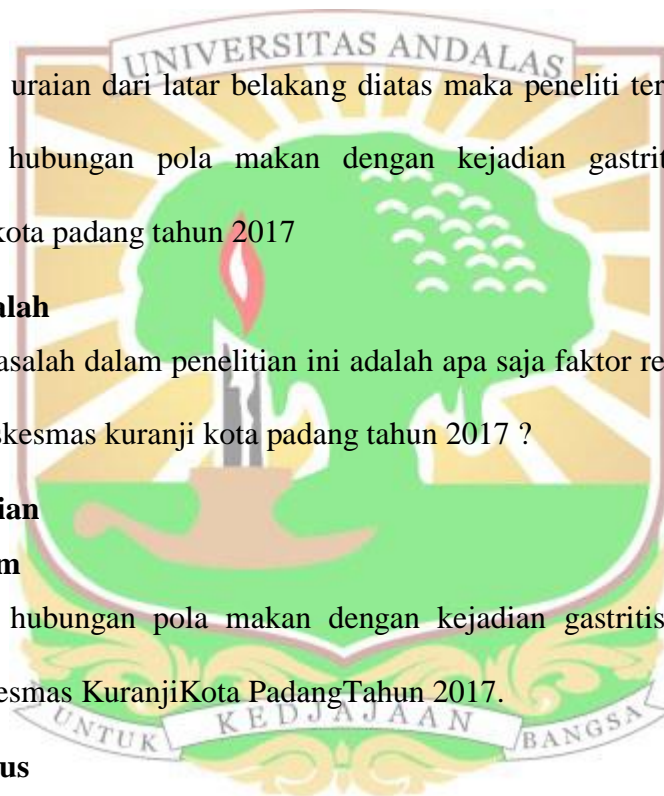 UNIVERSITAS ANDALAS
uraian dari latar belakang diatas maka peneliti ter
hubungan pola makan dengan kejadian gastrit
kota padang tahun 2017
alah
asalah dalam penelitian ini adalah apa saja faktor re
skesmas kuranji kota padang tahun 2017 ?
ian
m
hubungan pola makan dengan kejadian gastritis
esmas KuranjiKota PadangTahun 2017.
UNTUK KEDJAJAAN BANGSA
us